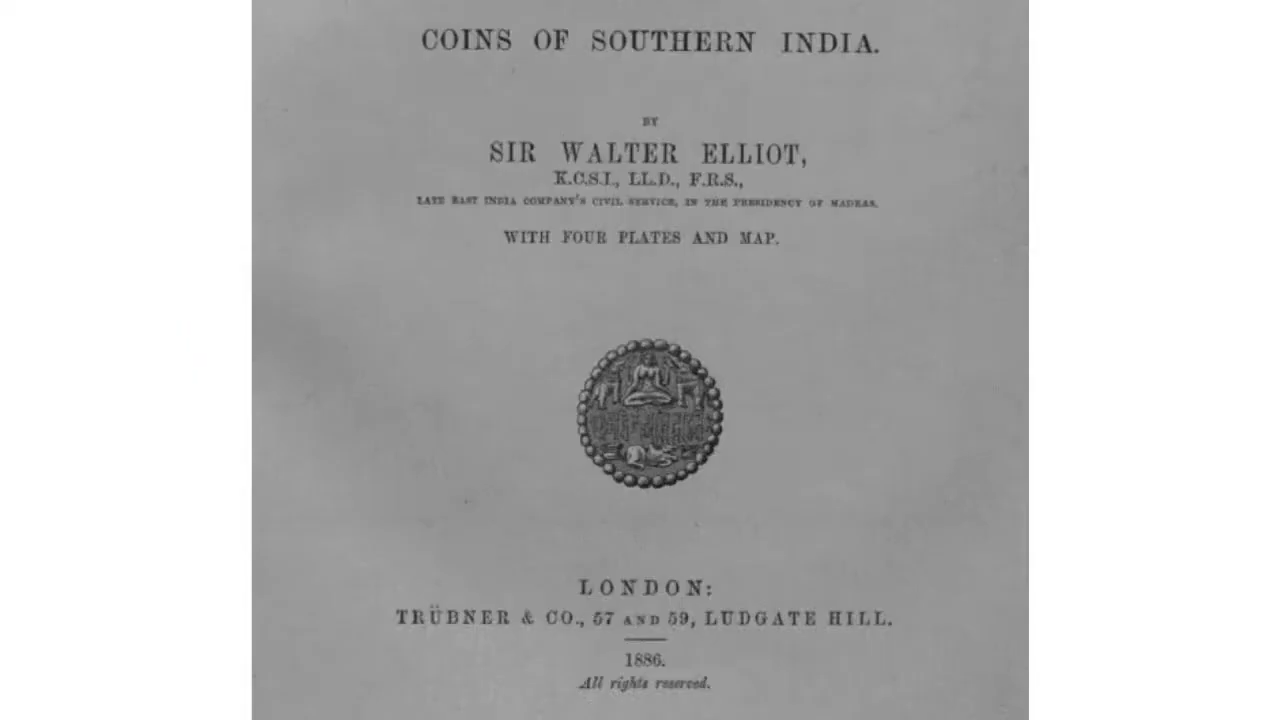 COINS OF SOUTHERN INDIA.
BY
SIR WALTER ELLIOT,
K.C.S.I., LL.D., F.R.S.,
LATE EAST INDIA COMPANY'S CIVIL SERVICE, IN THE PRESIDENCY OF MADRAS.
WITH FOUR PLATES AND MAP.
LONDON:
TRÜBNER & CO., 57 AND 59, LUDGATE HILL.
1886.
All rights reserved.